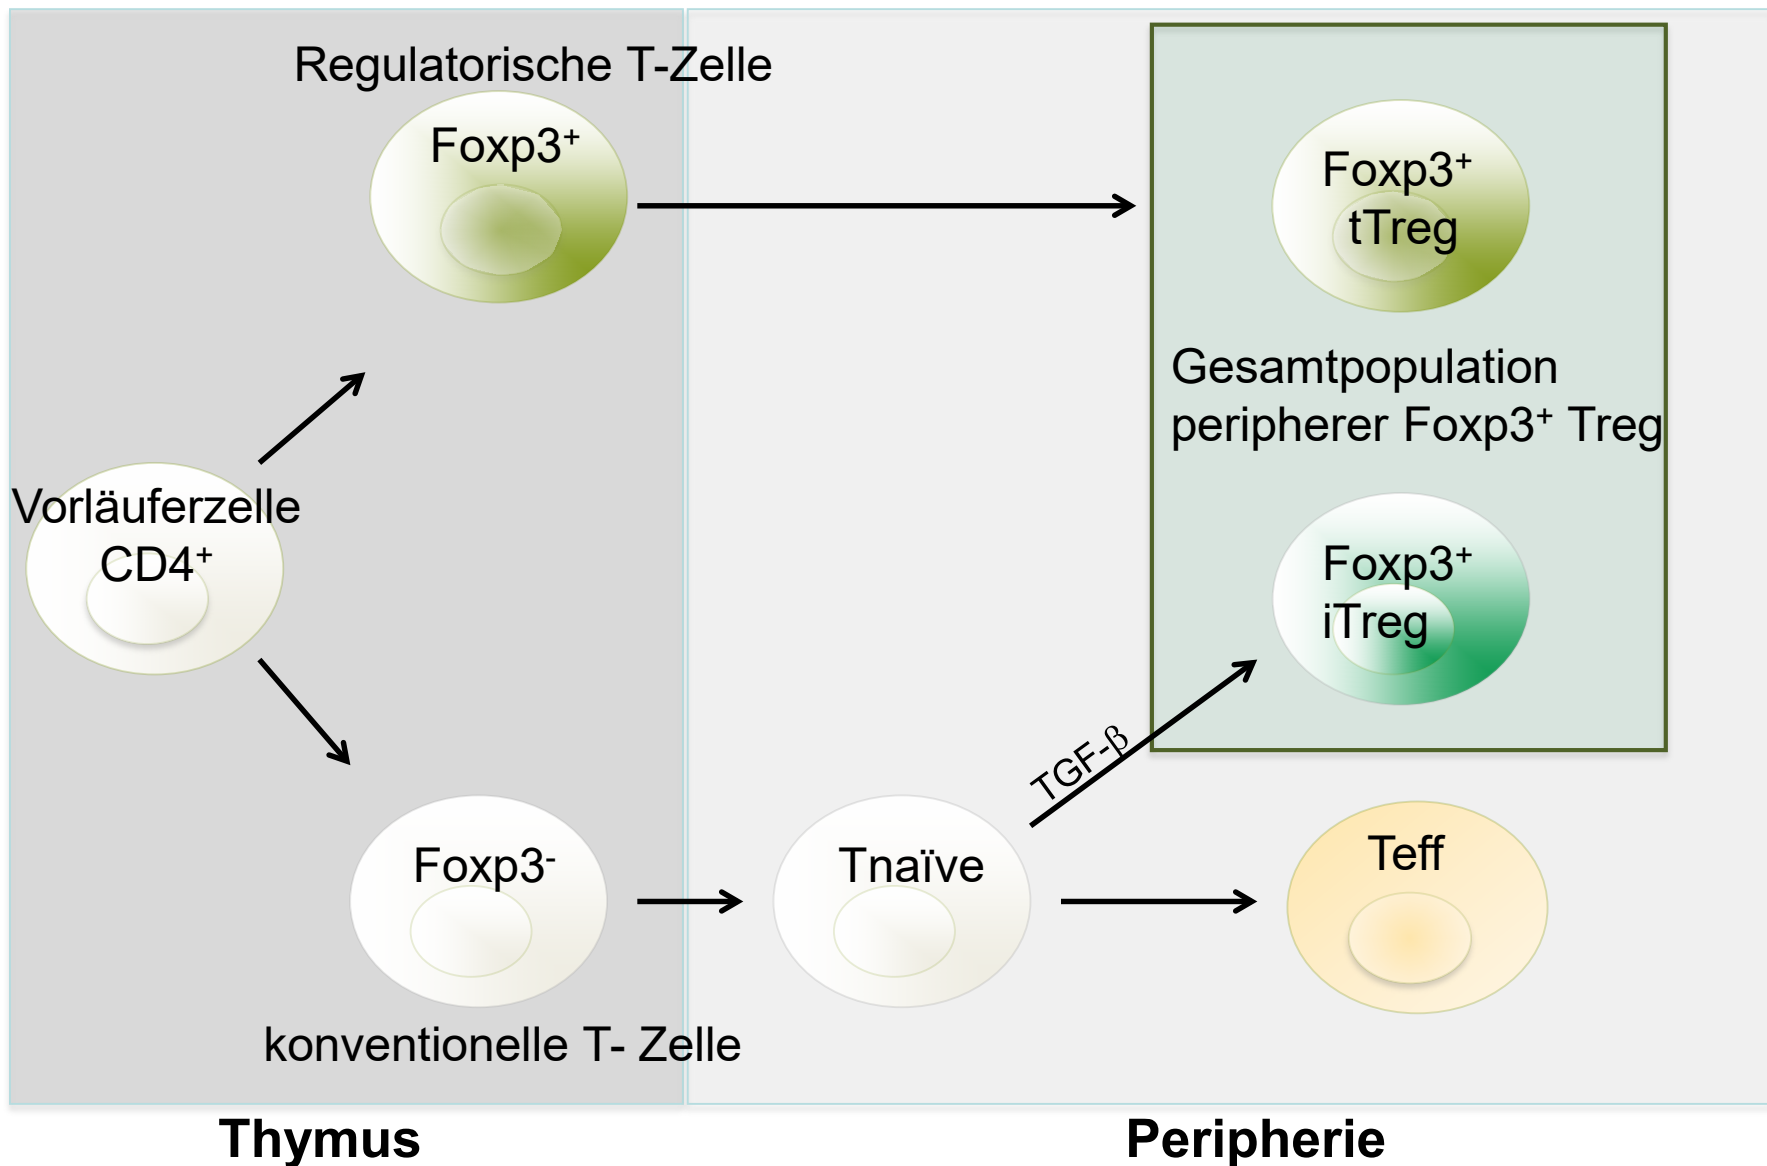 Regulatorische T-Zelle
Foxp3⁺
Foxp3⁺
tTreg
Gesamtpopulation
peripherer Foxp3⁺ Treg
Vorläuferzelle
CD4⁺
Foxp3⁺
iTreg
TGF-β
Foxp3⁻
Tnaïve
Teff
konventionelle T- Zelle
Thymus
Peripherie